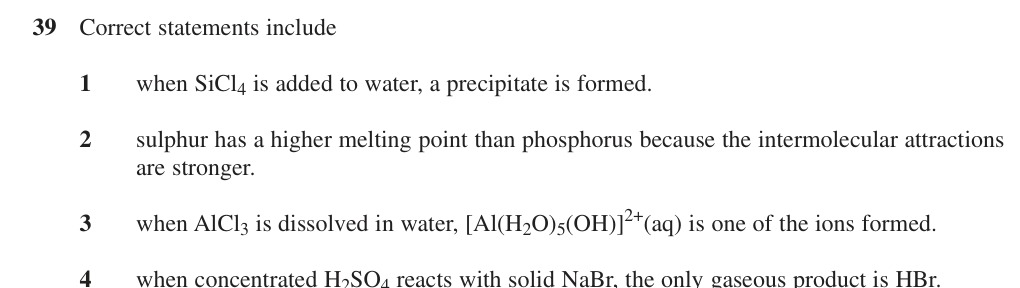 39 Correct statements include
1 when SiCl₄ is added to water, a precipitate is formed.
2 sulphur has a higher melting point than phosphorus because the intermolecular attractions
are stronger.
3 when AlCl₃ is dissolved in water, [Al(H₂O)₅(OH)]²⁺(aq) is one of the ions formed.
4 when concentrated H₂SO₄ reacts with solid NaBr, the only gaseous product is HBr.